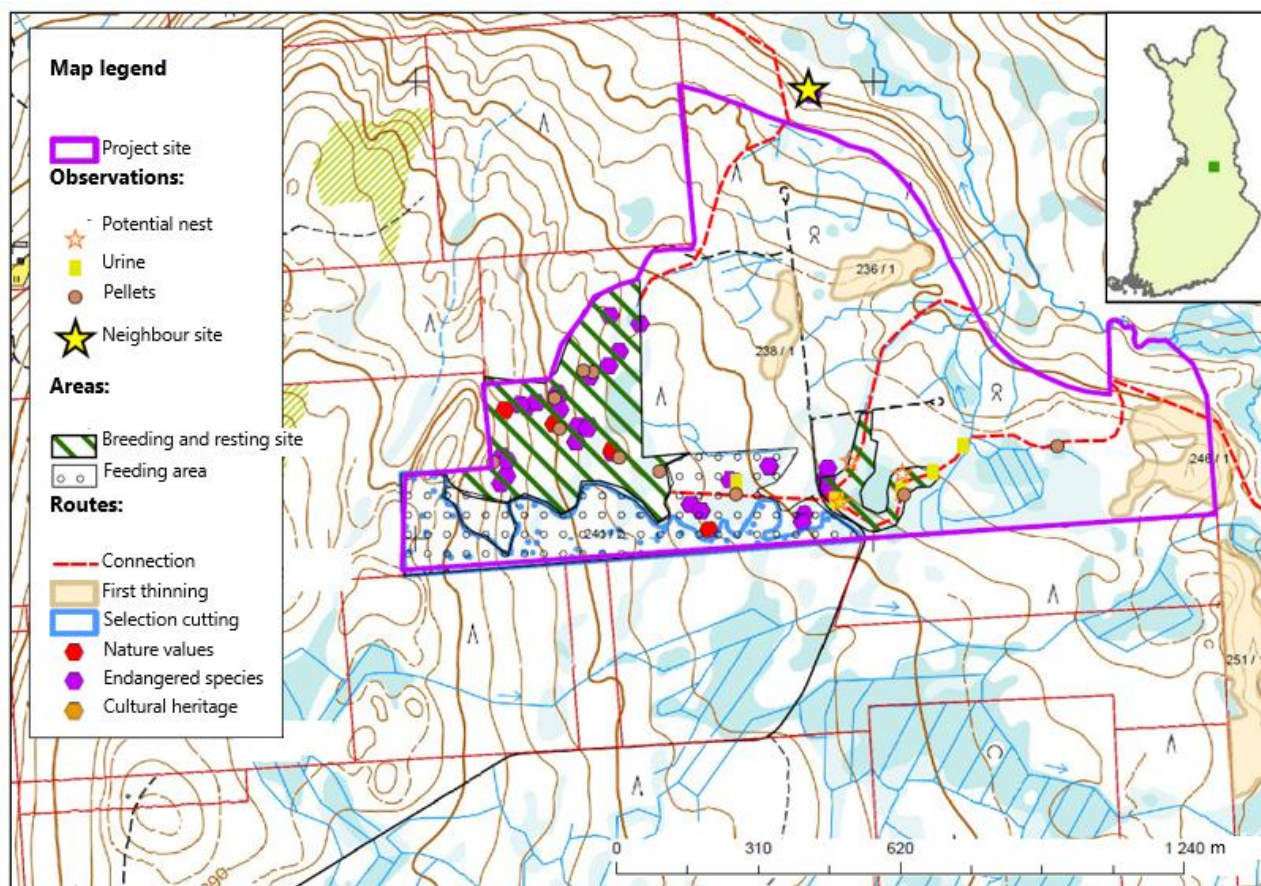 Map legend
Project site
Observations:
Potential nest
Urine
Pellets
Neighbour site
Areas:
Breeding and resting site
Feeding area
Routes:
Connection
First thinning
Selection cutting
Nature values
Endangered species
Cultural heritage
236 / 1
238 / 1
246 / 1
251 / 1
0 310 620 1 240 m